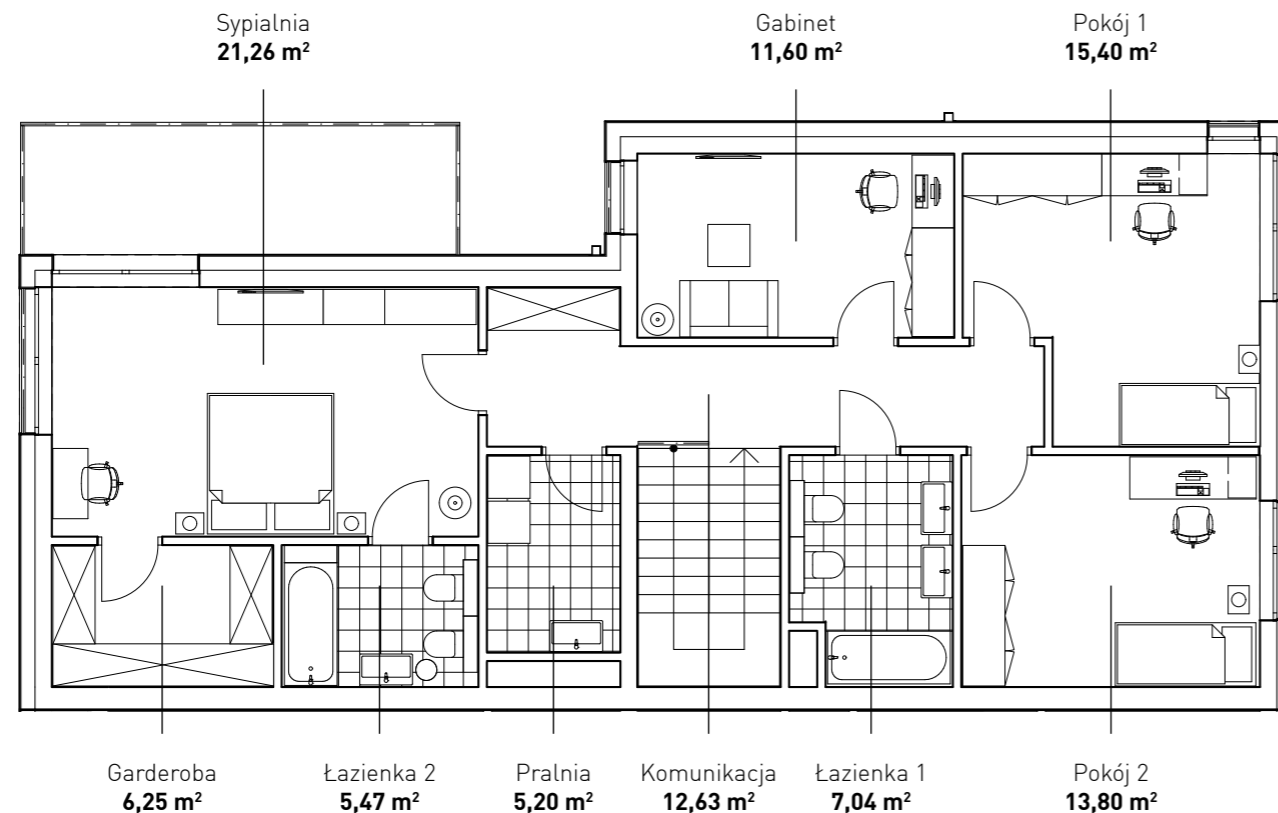 Sypialnia
21,26 m²
Gabinet
11,60 m²
Pokój 1
15,40 m²
Garderoba
6,25 m²
Łazienka 2
5,47 m²
Pralnia
5,20 m²
Komunikacja
12,63 m²
Łazienka 1
7,04 m²
Pokój 2
13,80 m²